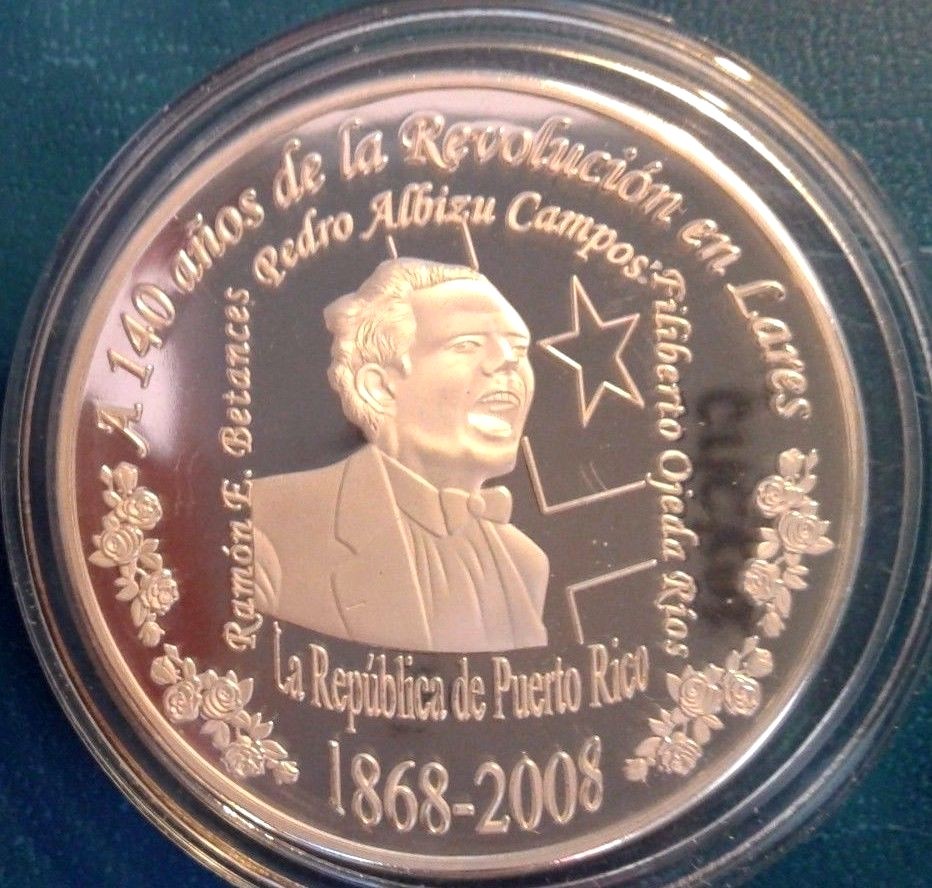 A 140 años de la Revolución en Lares
Pedro Albizu Campos:
Ramón E. Betances
Filiberto Ojeda Rios
La República de Puerto Rico
1868-2008